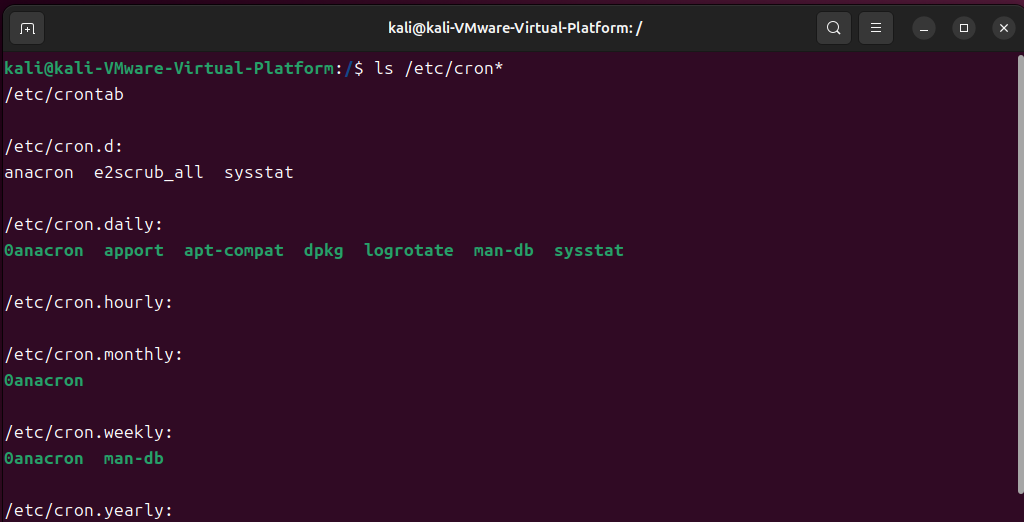 kali@kali-VMware-Virtual-Platform: /
kali@kali-VMware-Virtual-Platform:/$ ls /etc/cron*
/etc/crontab
/etc/cron.d:
anacron  e2scrub_all  sysstat
/etc/cron.daily:
0anacron  apport  apt-compat  dpkg  logrotate  man-db  sysstat
/etc/cron.hourly:
/etc/cron.monthly:
0anacron
/etc/cron.weekly:
0anacron  man-db
/etc/cron.yearly: